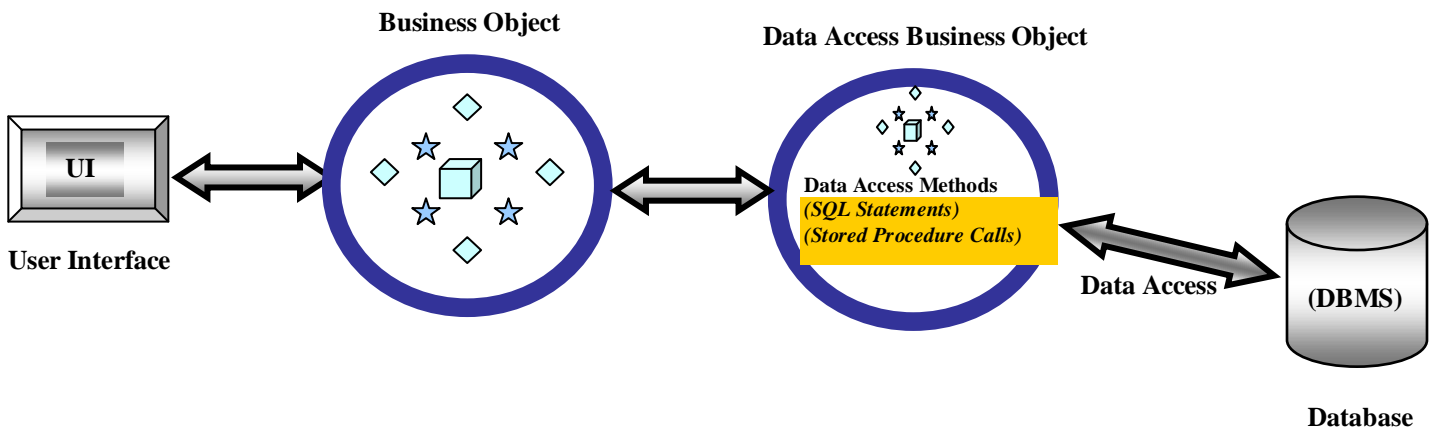 Business Object
Data Access Business Object
UI
User Interface
Data Access Methods
(SQL Statements)
(Stored Procedure Calls)
Data Access
(DBMS)
Database